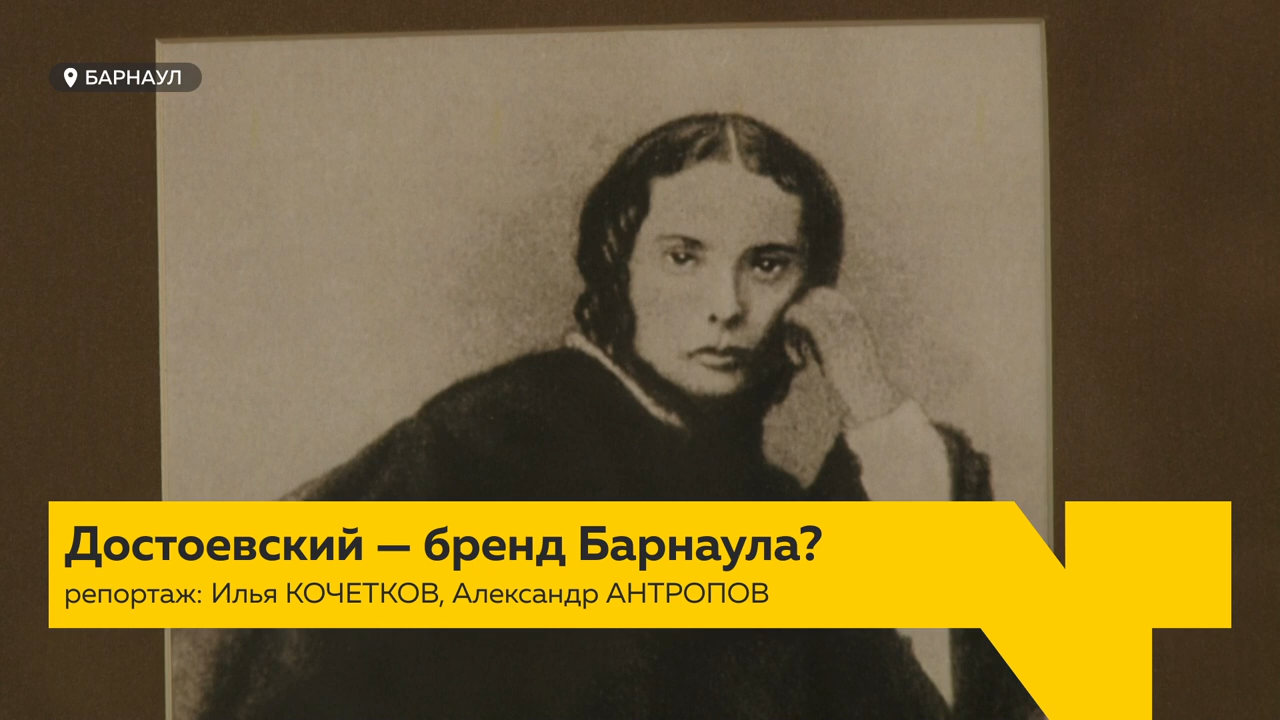 БАРНАУЛ
Достоевский — бренд Барнаула?
репортаж: Илья КОЧЕТКОВ, Александр АНТРОПОВ